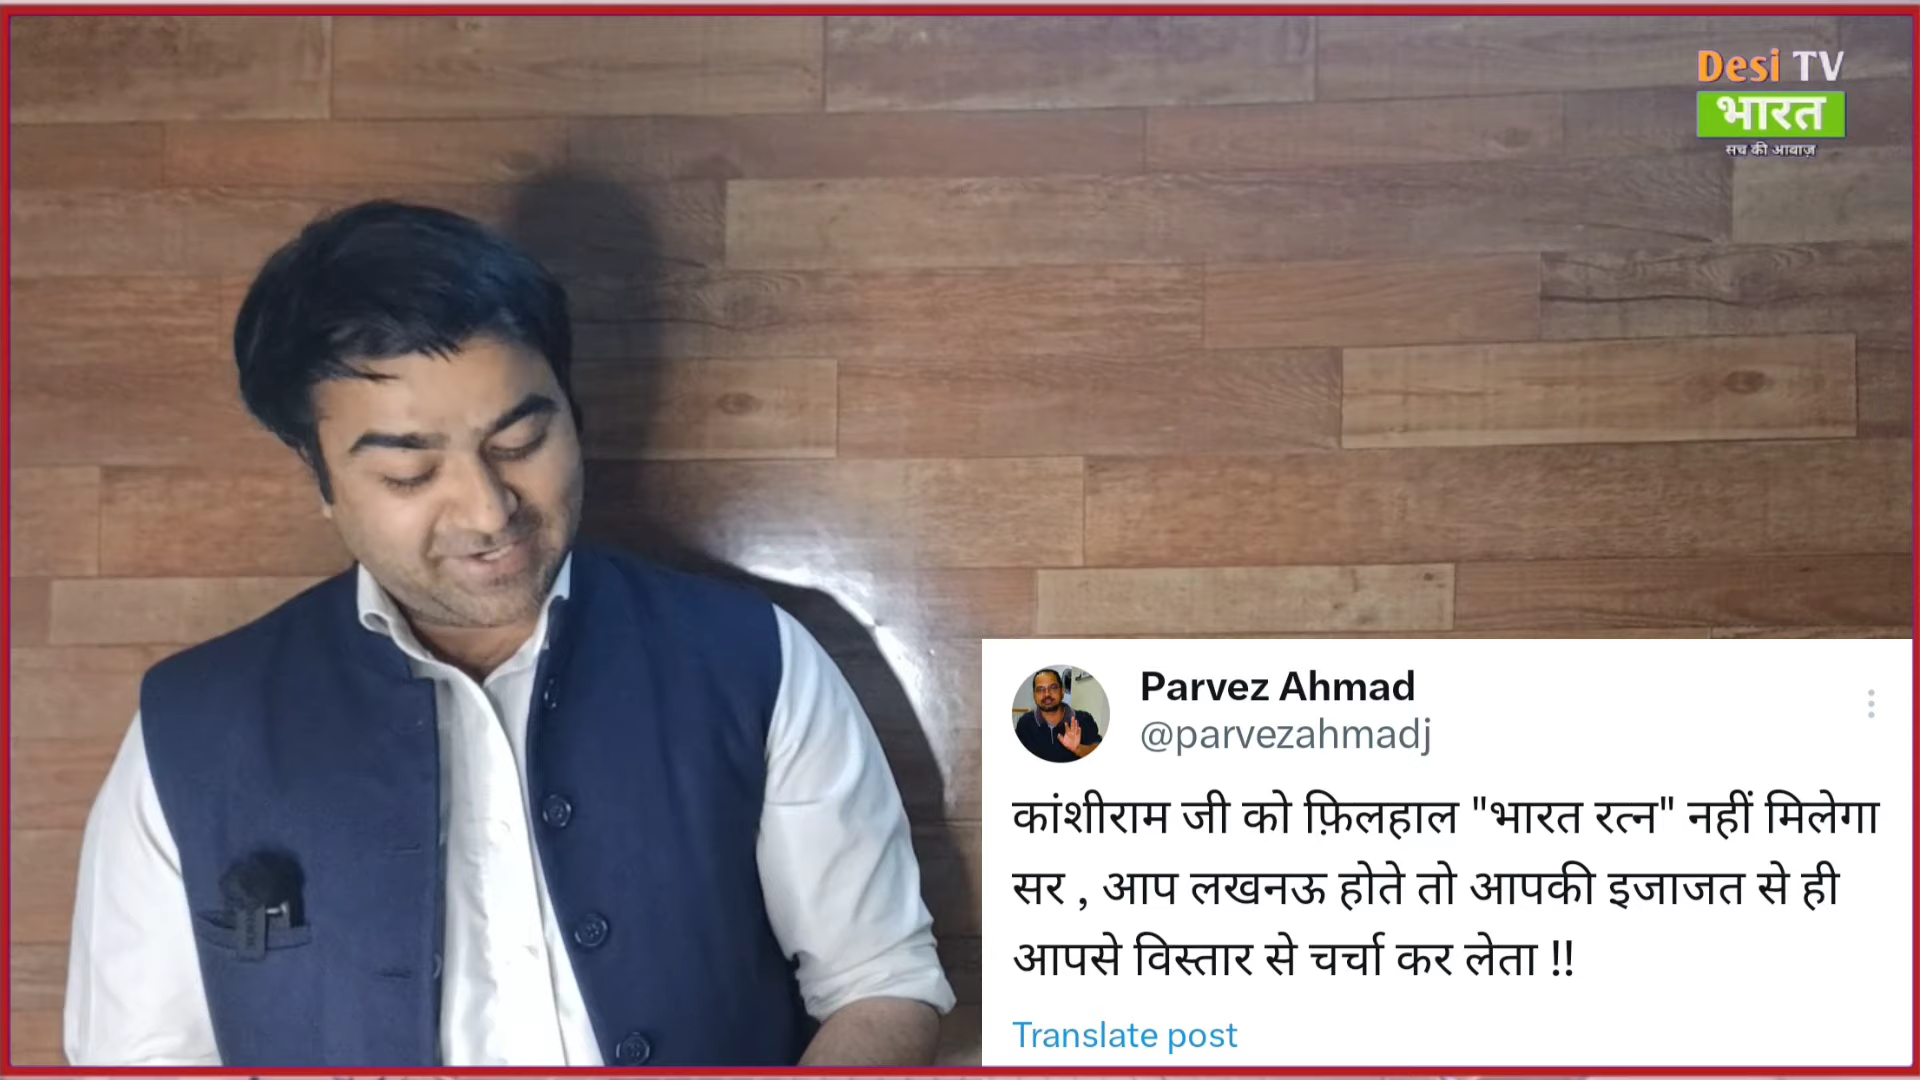 Desi TV
भारत
सच की आवाज़
Parvez Ahmad
@parvezahmadj
कांशीराम जी को फ़िलहाल "भारत रत्न" नहीं मिलेगा
सर , आप लखनऊ होते तो आपकी इजाजत से ही
आपसे विस्तार से चर्चा कर लेता !!
Translate post